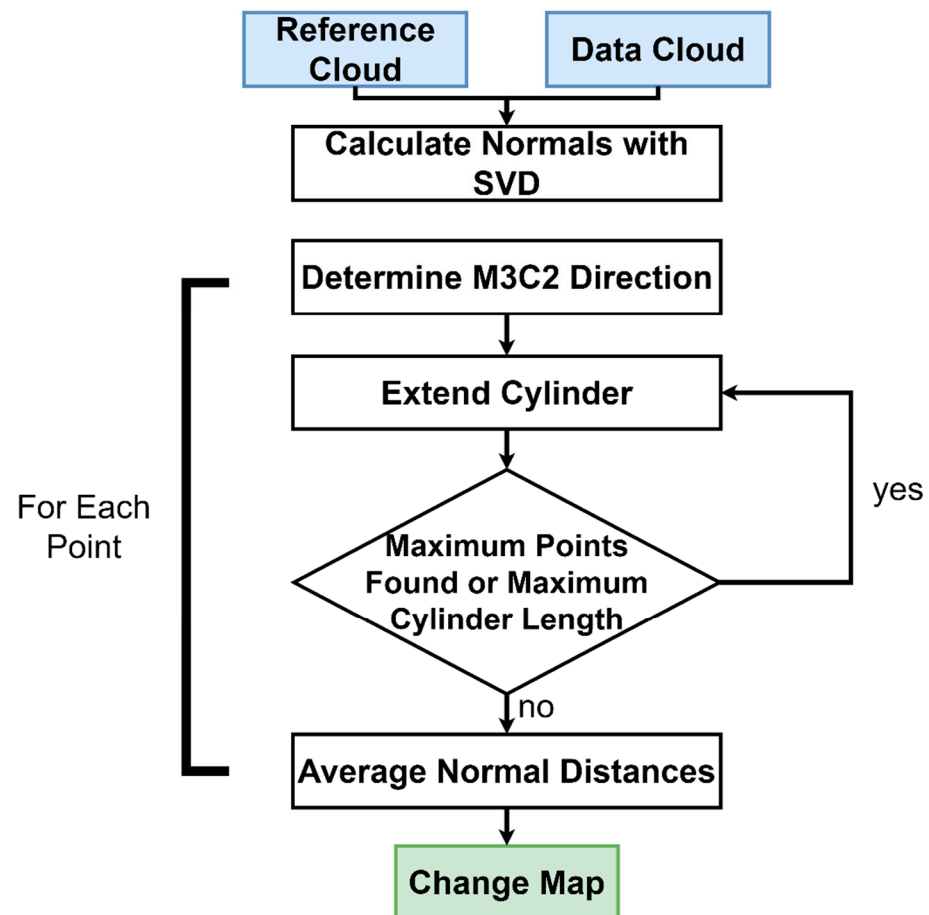 Reference
Cloud
Data Cloud
Calculate Normals with
SVD
Determine M3C2 Direction
Extend Cylinder
yes
For Each
Point
Maximum Points
Found or Maximum
Cylinder Length
no
Average Normal Distances
Change Map